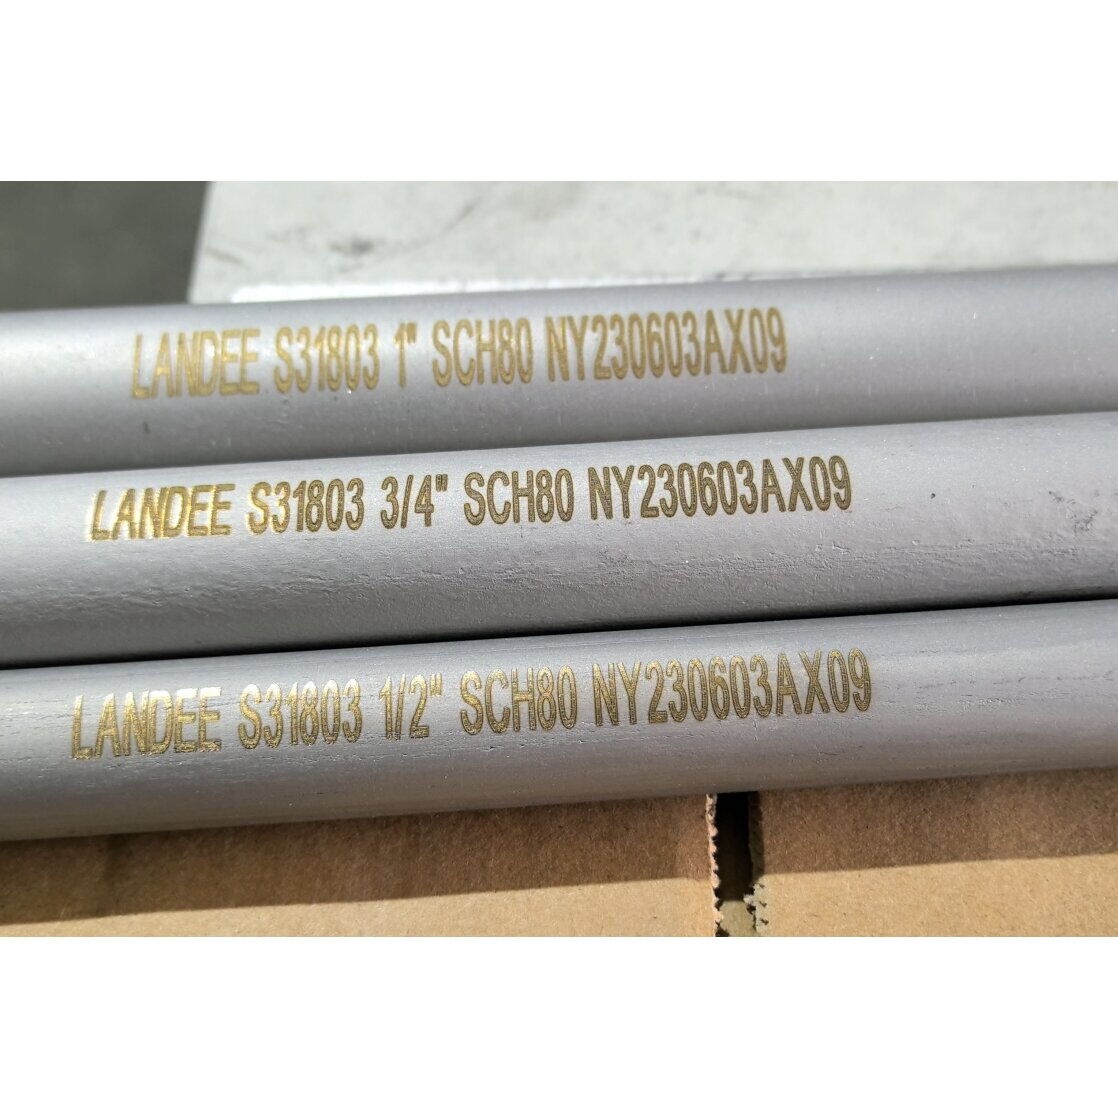 LANDEE S31803 1" SCH80 NY230603AX09
LANDEE S31803 3/4" SCH80 NY230603AX09
LANDEE S31803 1/2" SCH80 NY230603AX09